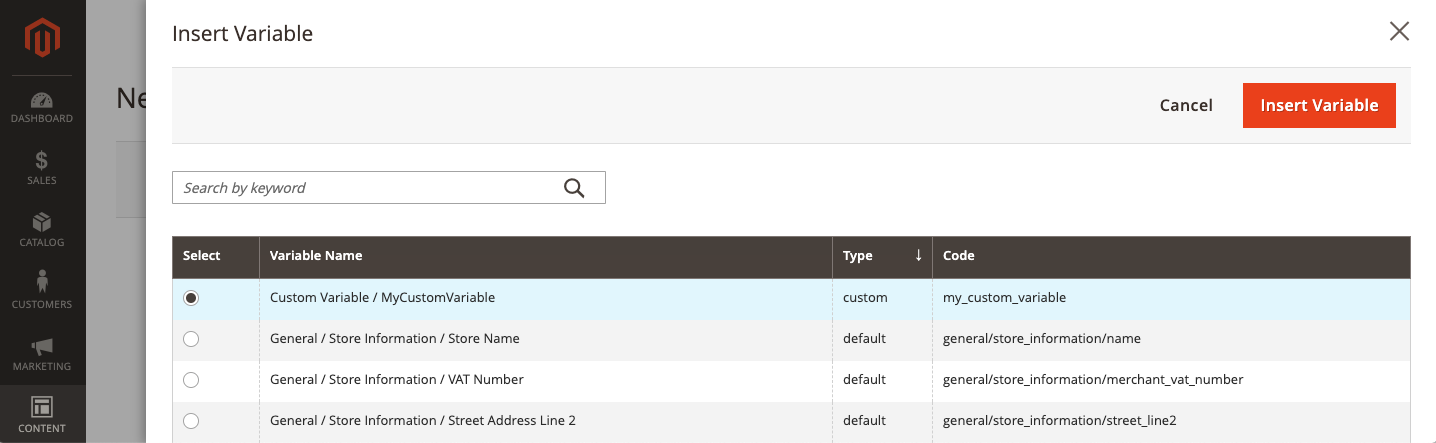 Insert Variable
Ne
Cancel
Insert Variable
DASHBOARD
SALES
CATALOG
CUSTOMERS
MARKETING
CONTENT
Search by keyword
Select Variable Name Type ↓ Code
Custom Variable / MyCustomVariable custom my_custom_variable
General / Store Information / Store Name default general/store_information/name
General / Store Information / VAT Number default general/store_information/merchant_vat_number
General / Store Information / Street Address Line 2 default general/store_information/street_line2